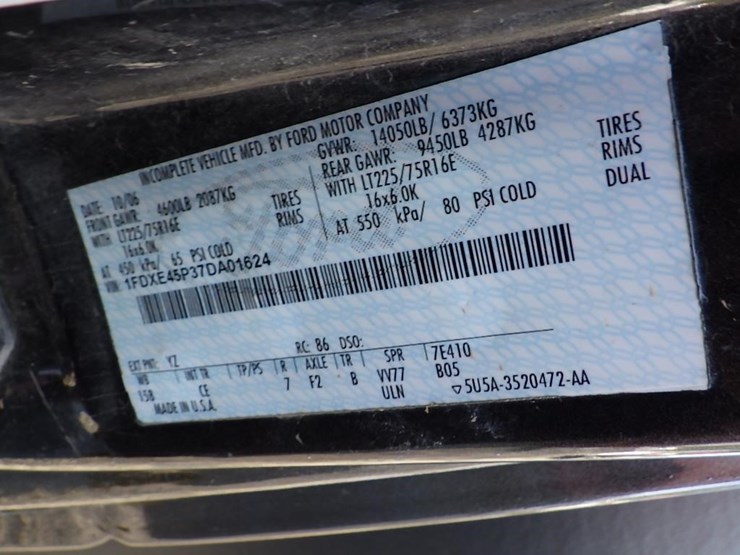 INCOMPLETE VEHICLE MFD. BY FORD MOTOR COMPANY
DATE: 10/06 GVWR: 14050LB/ 6373KG
FRONT GAWR: 4600LB 2087KG REAR GAWR: 9450LB 4287KG
WITH LT225/75R16E TIRES WITH LT225/75R16E TIRES
16x6.0K RIMS 16x6.0K RIMS
AT 450 kPa/ 65 PSI COLD AT 550 kPa/ 80 PSI COLD DUAL
VIN: 1FDXE45P37DA01624
EXT PNT: YZ RC: 86 DSO:
WB INT TR TP/PS R AXLE TR SPR 7E410
158 CE 7 F2 B VV77 B05
MADE IN U.S.A. ULN ▽5U5A-3520472-AA